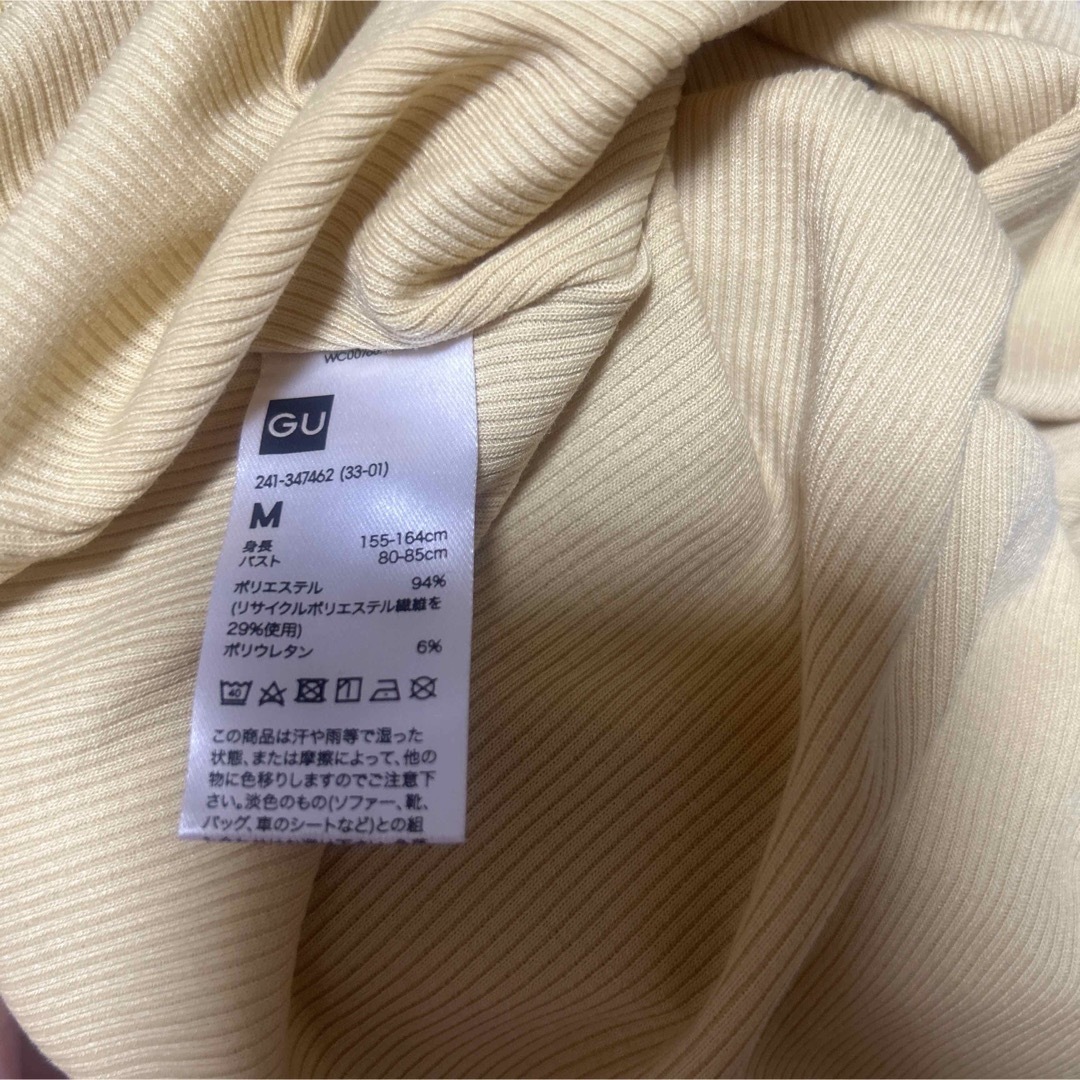 GU
241-347462 (33-01)
M
身長 155-164cm
バスト 80-85cm
ポリエステル 94%
(リサイクルポリエステル繊維を
29%使用)
ポリウレタン 6%
40
この商品は汗や雨等で湿った
状態、または摩擦によって、他の
物に色移りしますのでご注意下
さい。淡色のもの(ソファー、靴、
バッグ、車のシートなど)との組